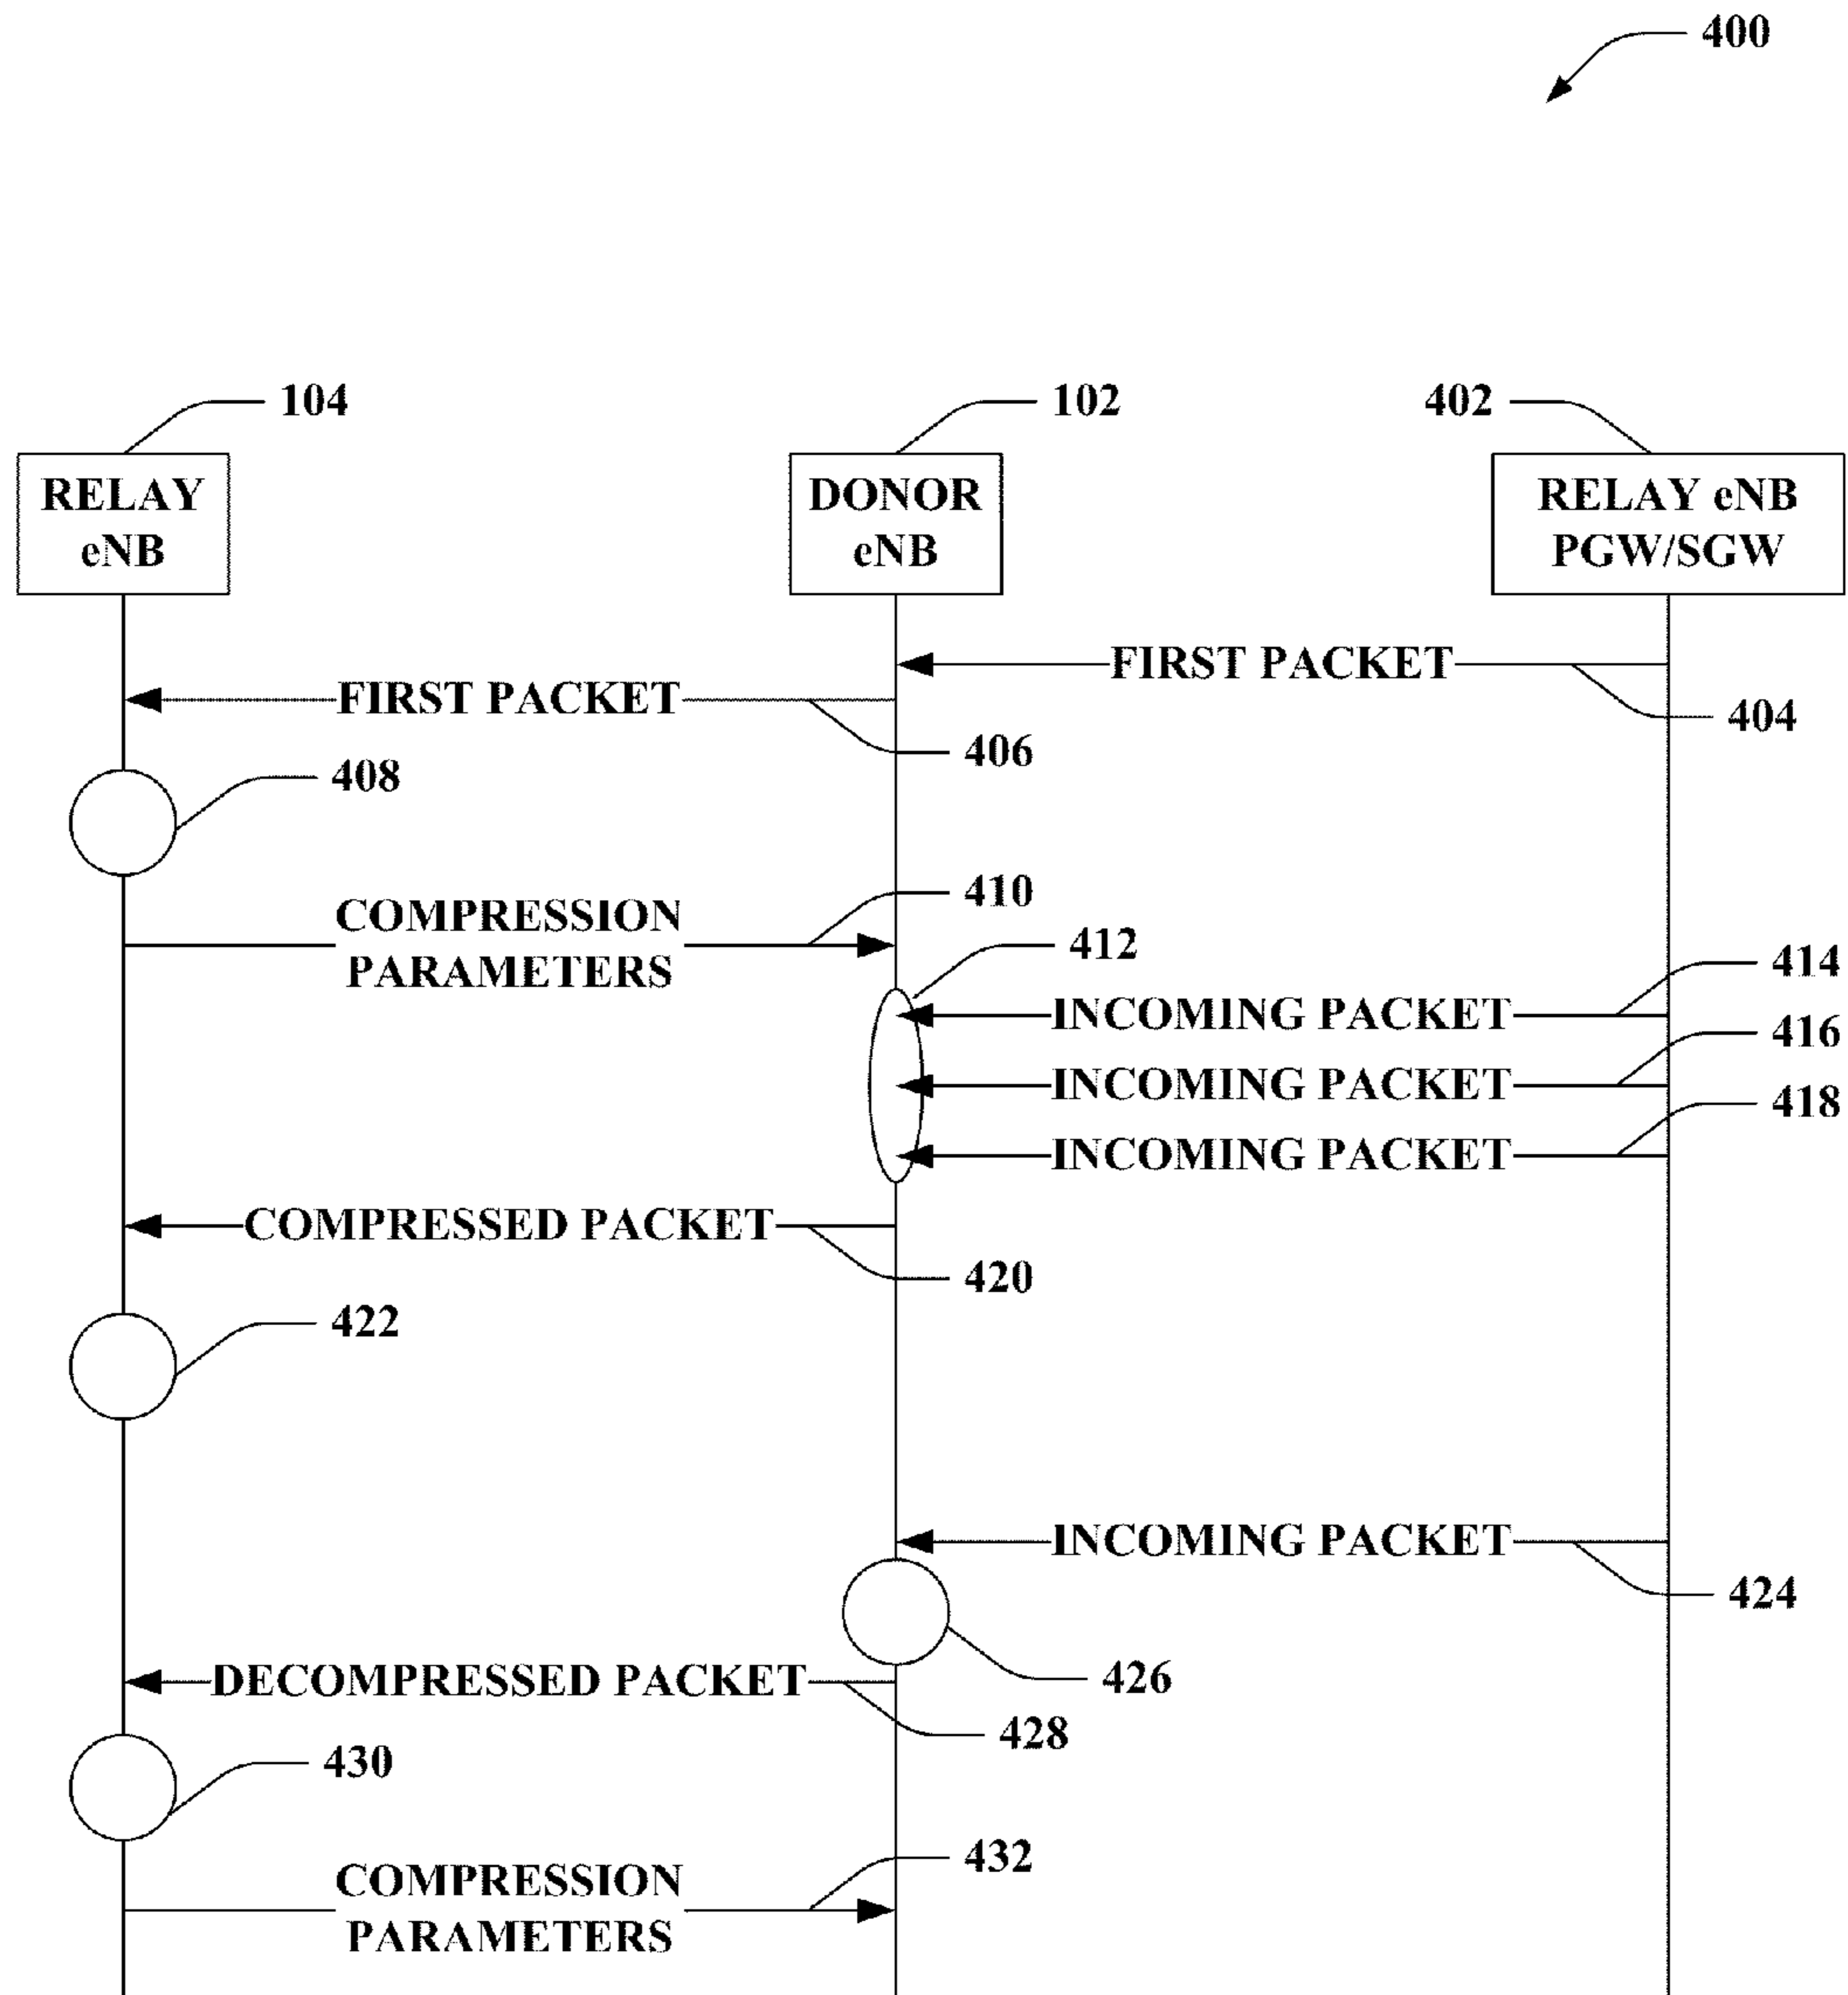 400
104
102
402
RELAY
eNB
DONOR
eNB
RELAY eNB
PGW/SGW
FIRST PACKET
FIRST PACKET
404
406
408
410
COMPRESSION
PARAMETERS
412
414
INCOMING PACKET
416
INCOMING PACKET
418
INCOMING PACKET
COMPRESSED PACKET
420
422
INCOMING PACKET
424
426
DECOMPRESSED PACKET
428
430
432
COMPRESSION
PARAMETERS